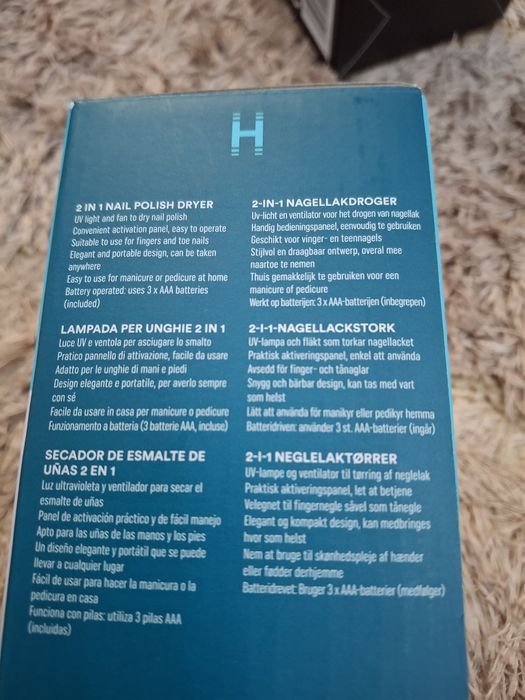 H
2 IN 1 NAIL POLISH DRYER
UV light and fan to dry nail polish
Convenient activation panel, easy to operate
Suitable to use for fingers and toe nails
Elegant and portable design, can be taken
anywhere
Easy to use for manicure or pedicure at home
Battery operated: uses 3 x AAA batteries
(included)
LAMPADA PER UNGHIE 2 IN 1
Luce UV e ventola per asciugare lo smalto
Pratico pannello di attivazione, facile da usare
Adatto per le unghie di mani e piedi
Design elegante e portatile, per averlo sempre
con sé
Facile da usare in casa per manicure o pedicure
Funzionamento a batteria (3 batterie AAA, incluse)
SECADOR DE ESMALTE DE
UÑAS 2 EN 1
Luz ultravioleta y ventilador para secar el
esmalte de uñas
Panel de activación práctico y de fácil manejo
Apto para las uñas de las manos y los pies
Un diseño elegante y portátil que se puede
llevar a cualquier lugar
Fácil de usar para hacer la manicura o la
pedicura en casa
Funciona con pilas: utiliza 3 pilas AAA
(incluidas)
2-IN-1 NAGELLAKDROGER
Uv-licht en ventilator voor het drogen van nagellak
Handig bedieningspaneel, eenvoudig te gebruiken
Geschikt voor vinger- en teennagels
Stijlvol en draagbaar ontwerp, overal mee
naartoe te nemen
Thuis gemakkelijk te gebruiken voor een
manicure of pedicure
Werkt op batterijen: 3 x AAA-batterijen (inbegrepen)
2-I-1-NAGELLACKSTORK
UV-lampa och fläkt som torkar nagellacket
Praktisk aktiveringspanel, enkel att använda
Avsedd för finger- och tånaglar
Snygg och bärbar design, kan tas med vart
som helst
Lätt att använda för manikyr eller pedikyr hemma
Batteridriven: använder 3 st. AAA-batterier (ingår)
2-I-1 NEGLELAKTØRRER
UV-lampe og ventilator til tørring af neglelak
Praktisk aktiveringspanel, let at betjene
Velegnet til fingernegle såvel som tånegle
Elegant og kompakt design, kan medbringes
hvor som helst
Nem at bruge til skønhedspleje af hænder
eller fødder derhjemme
Batteridrevet: Bruger 3 x AAA-batterier (medfølger)